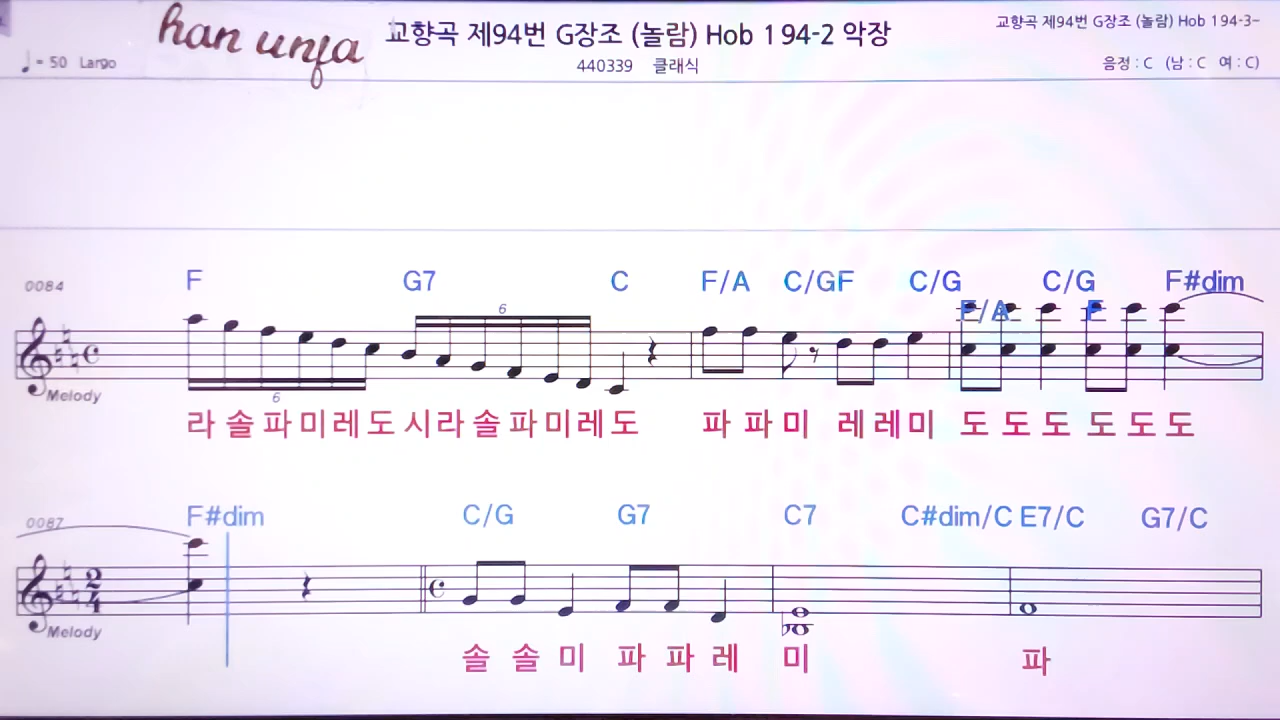 han unfa
교향곡 제94번 G장조 (놀람) Hob 1 94-2 악장
교향곡 제94번 G장조 (놀람) Hob 1 94-3-
♩ = 50 Largo
440339 클래식
음정 : C (남 : C 여 : C)
0084
F G7 C F/A C/GF C/G C/G F#dim
F/A F
6
6
Melody
라 솔 파 미 레 도 시 라 솔 파 미 레 도 파 파 미 레 레 미 도 도 도 도 도 도
0087
F#dim C/G G7 C7 C#dim/C E7/C G7/C
2
4
Melody
솔 솔 미 파 파 레 미 파